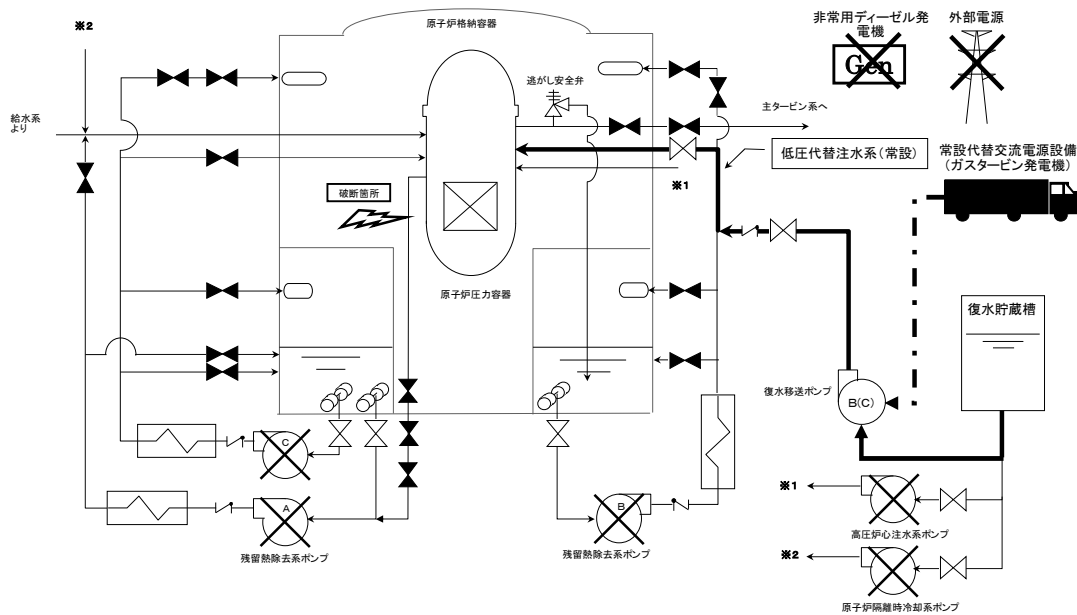 ※2
原子炉格納容器
非常用ディーゼル発
電機
外部電源
Gen
逃がし安全弁
給水系
より
主タービン系へ
低圧代替注水系(常設)
常設代替交流電源設備
(ガスタービン発電機)
破断箇所
※1
原子炉圧力容器
復水貯蔵槽
復水移送ポンプ
B(C)
C
A
残留熱除去系ポンプ
B
残留熱除去系ポンプ
※1
高圧炉心注水系ポンプ
※2
原子炉隔離時冷却系ポンプ